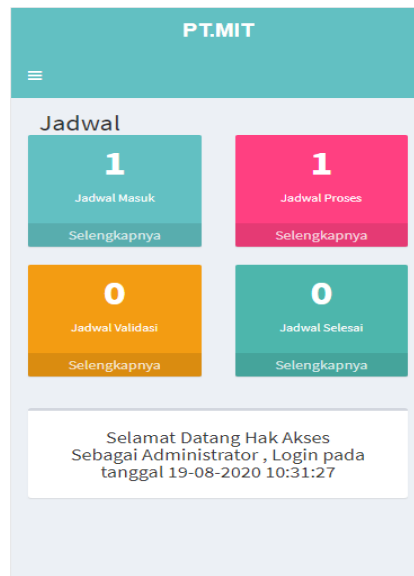 PT.MIT
Jadwal
1
Jadwal Masuk
Selengkapnya
1
Jadwal Proses
Selengkapnya
0
Jadwal Validasi
Selengkapnya
0
Jadwal Selesai
Selengkapnya
Selamat Datang Hak Akses
Sebagai Administrator , Login pada
tanggal 19-08-2020 10:31:27